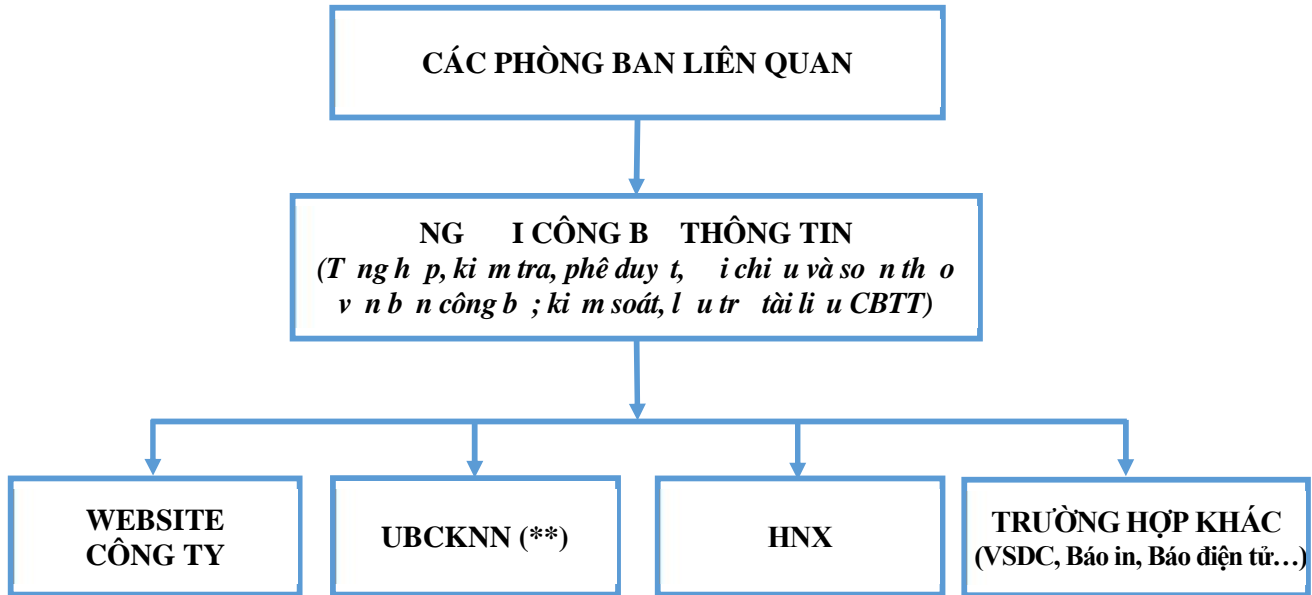 CÁC PHÒNG BAN LIÊN QUAN
NG I CÔNG B THÔNG TIN
(T ng h p, ki m tra, phê duy t, i chi u và so n th o
v n b n công b ; ki m soát, l u tr tài li u CBTT)
WEBSITE
CÔNG TY
UBCKNN (**)
HNX
TRƯỜNG HỢP KHÁC
(VSDC, Báo in, Báo điện tử…)